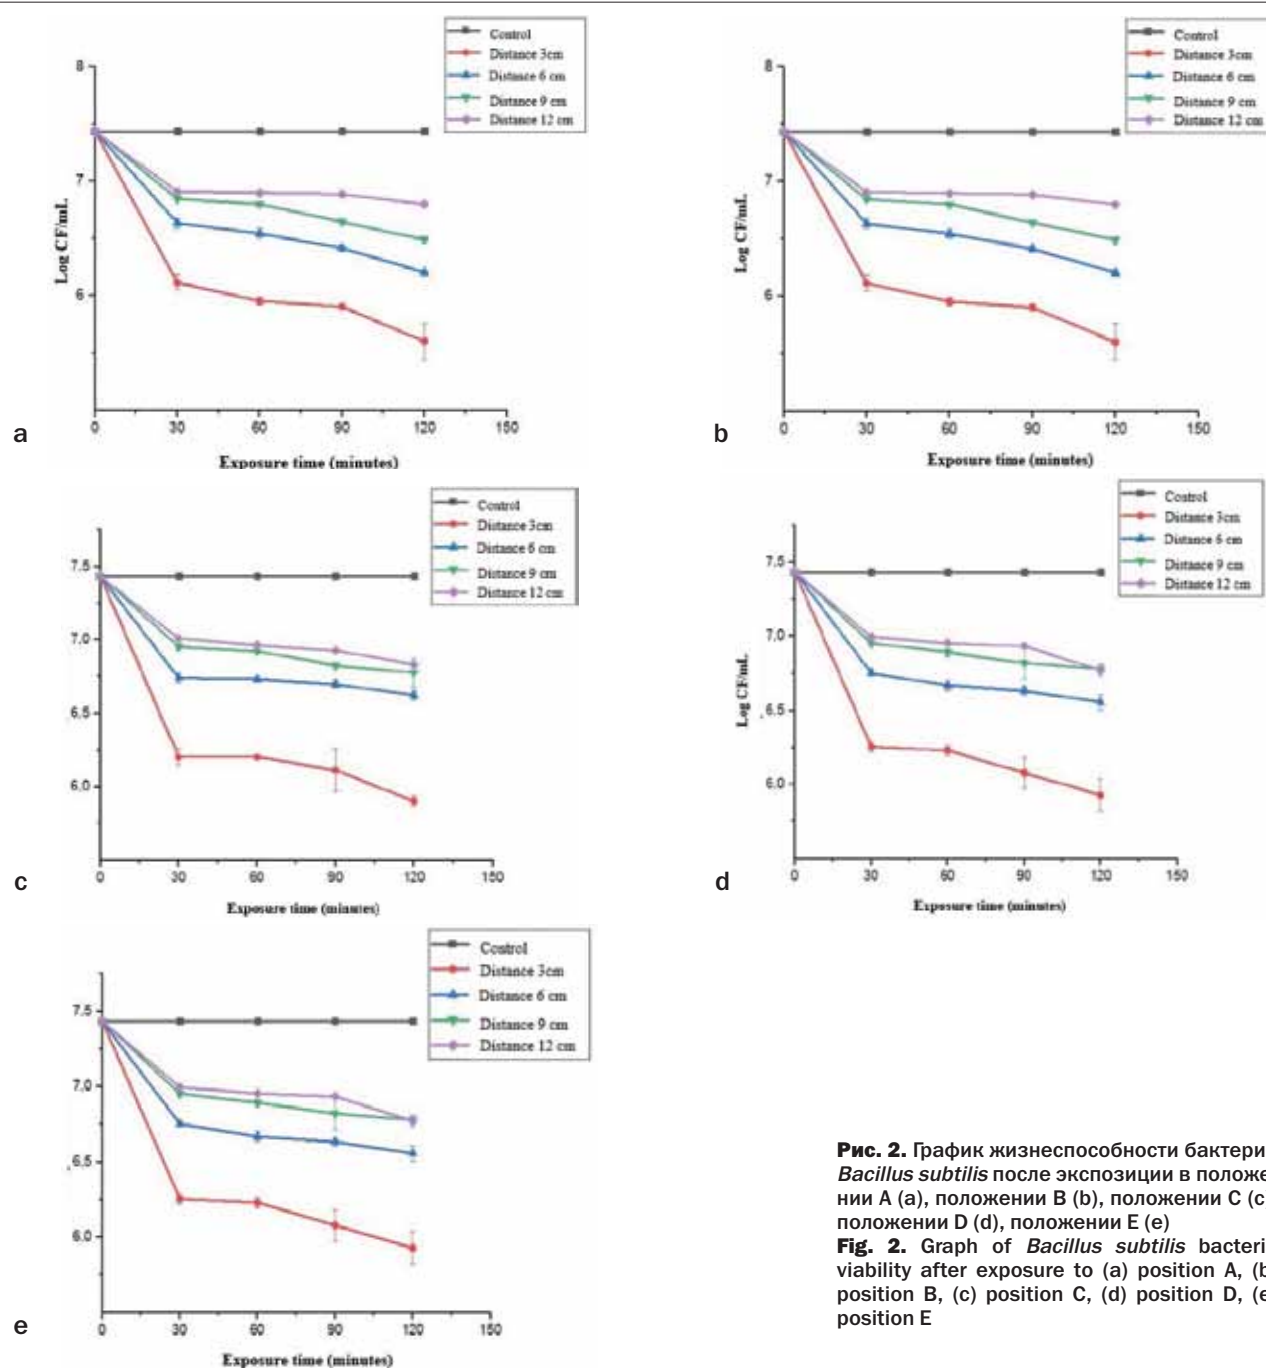 Control
Distance 3cm
Distance 6 cm
Distance 9 cm
Distance 12 cm
8
7
6
Log CF/mL
0 30 60 90 120 150
Exposure time (minutes)
a
Control
Distance 3cm
Distance 6 cm
Distance 9 cm
Distance 12 cm
8
7
6
Log CF/mL
0 30 60 90 120 150
Exposure time (minutes)
b
Control
Distance 3cm
Distance 6 cm
Distance 9 cm
Distance 12 cm
7.5
7.0
6.5
6.0
0 30 60 90 120 150
Exposure time (minutes)
c
Control
Distance 3cm
Distance 6 cm
Distance 9 cm
Distance 12 cm
7.5
7.0
6.5
6.0
Log CF/mL
0 30 60 90 120 150
Exposure time (minutes)
d
Control
Distance 3cm
Distance 6 cm
Distance 9 cm
Distance 12 cm
7.5
7.0
6.5
6.0
0 30 60 90 120 150
Exposure time (minutes)
e
Рис. 2. График жизнеспособности бактери
Bacillus subtilis после экспозиции в положе
нии A (a), положении B (b), положении C (c
положении D (d), положении E (e)
Fig. 2. Graph of Bacillus subtilis bacteri
viability after exposure to (a) position A, (b
position B, (c) position C, (d) position D, (e
position E